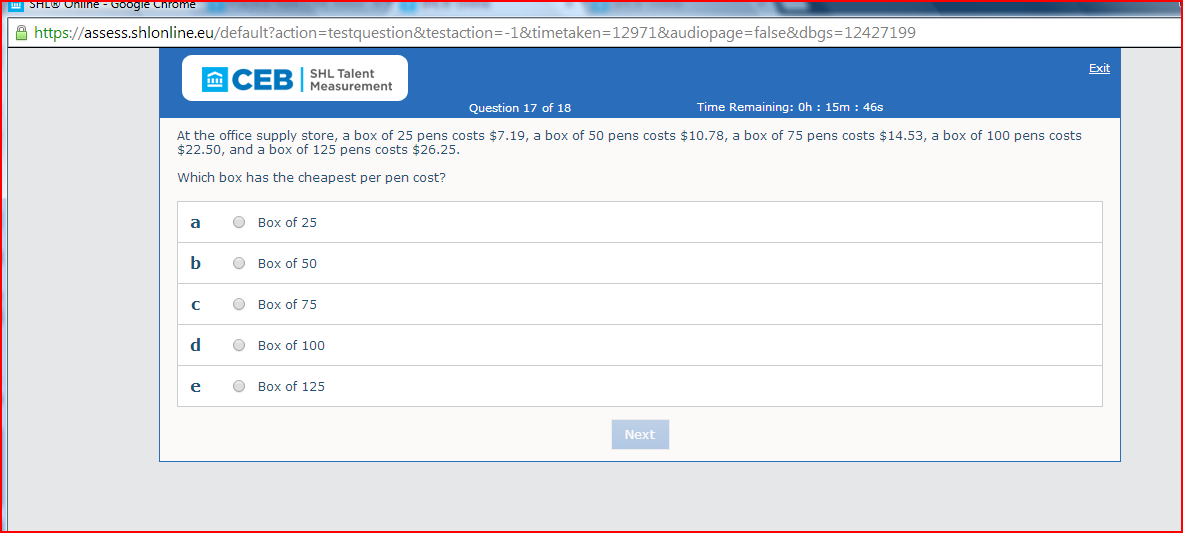 SHL® Online - Google Chrome
https://assess.shlonline.eu/default?action=testquestion&testaction=-1&timetaken=12971&audiopage=false&dbgs=12427199
CEB SHL Talent
Measurement
Exit
Question 17 of 18 Time Remaining: 0h : 15m : 46s
At the office supply store, a box of 25 pens costs $7.19, a box of 50 pens costs $10.78, a box of 75 pens costs $14.53, a box of 100 pens costs
$22.50, and a box of 125 pens costs $26.25.
Which box has the cheapest per pen cost?
a Box of 25
b Box of 50
c Box of 75
d Box of 100
e Box of 125
Next